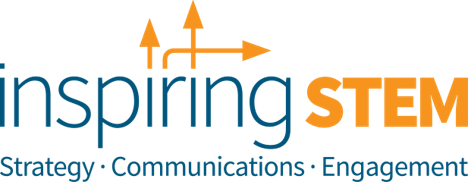 inspiring STEM
Strategy · Communications · Engagement